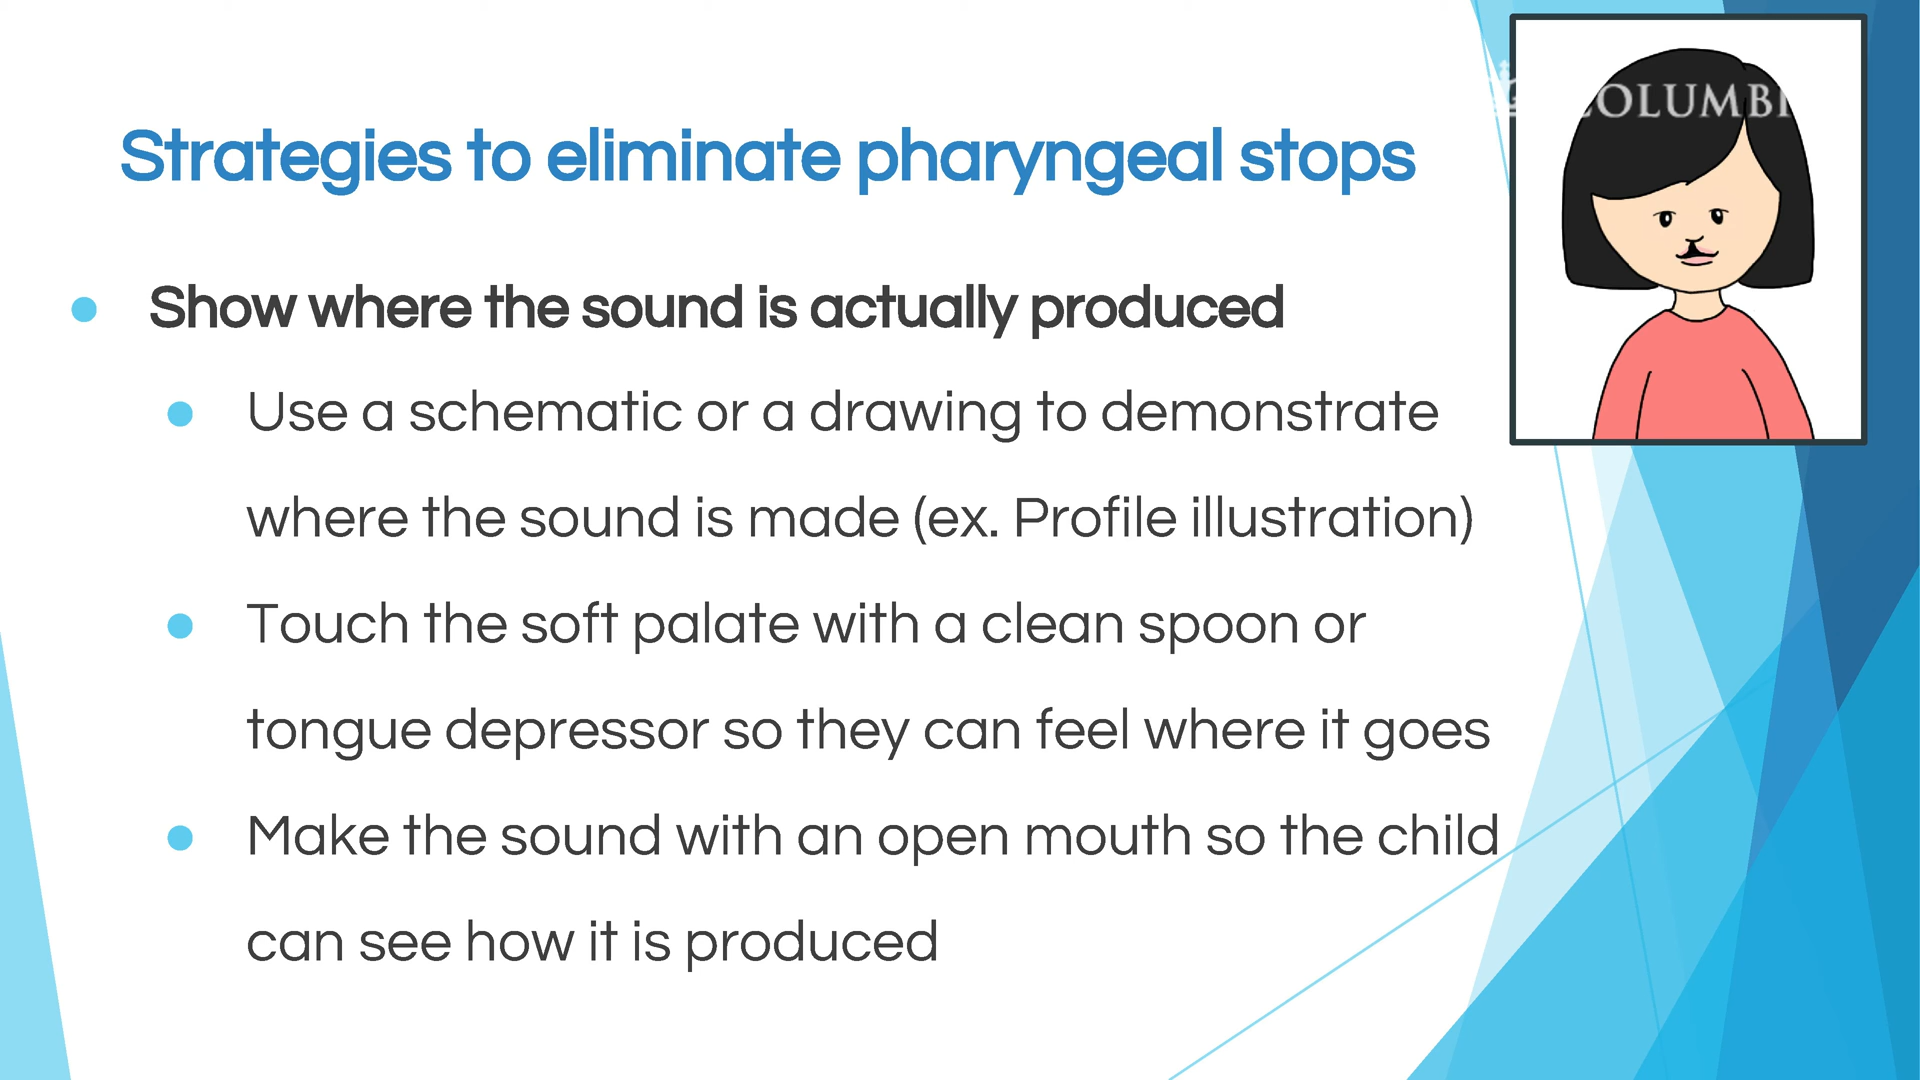 COLUMBI
Strategies to eliminate pharyngeal stops
Show where the sound is actually produced
Use a schematic or a drawing to demonstrate
where the sound is made (ex. Profile illustration)
Touch the soft palate with a clean spoon or
tongue depressor so they can feel where it goes
Make the sound with an open mouth so the child
can see how it is produced